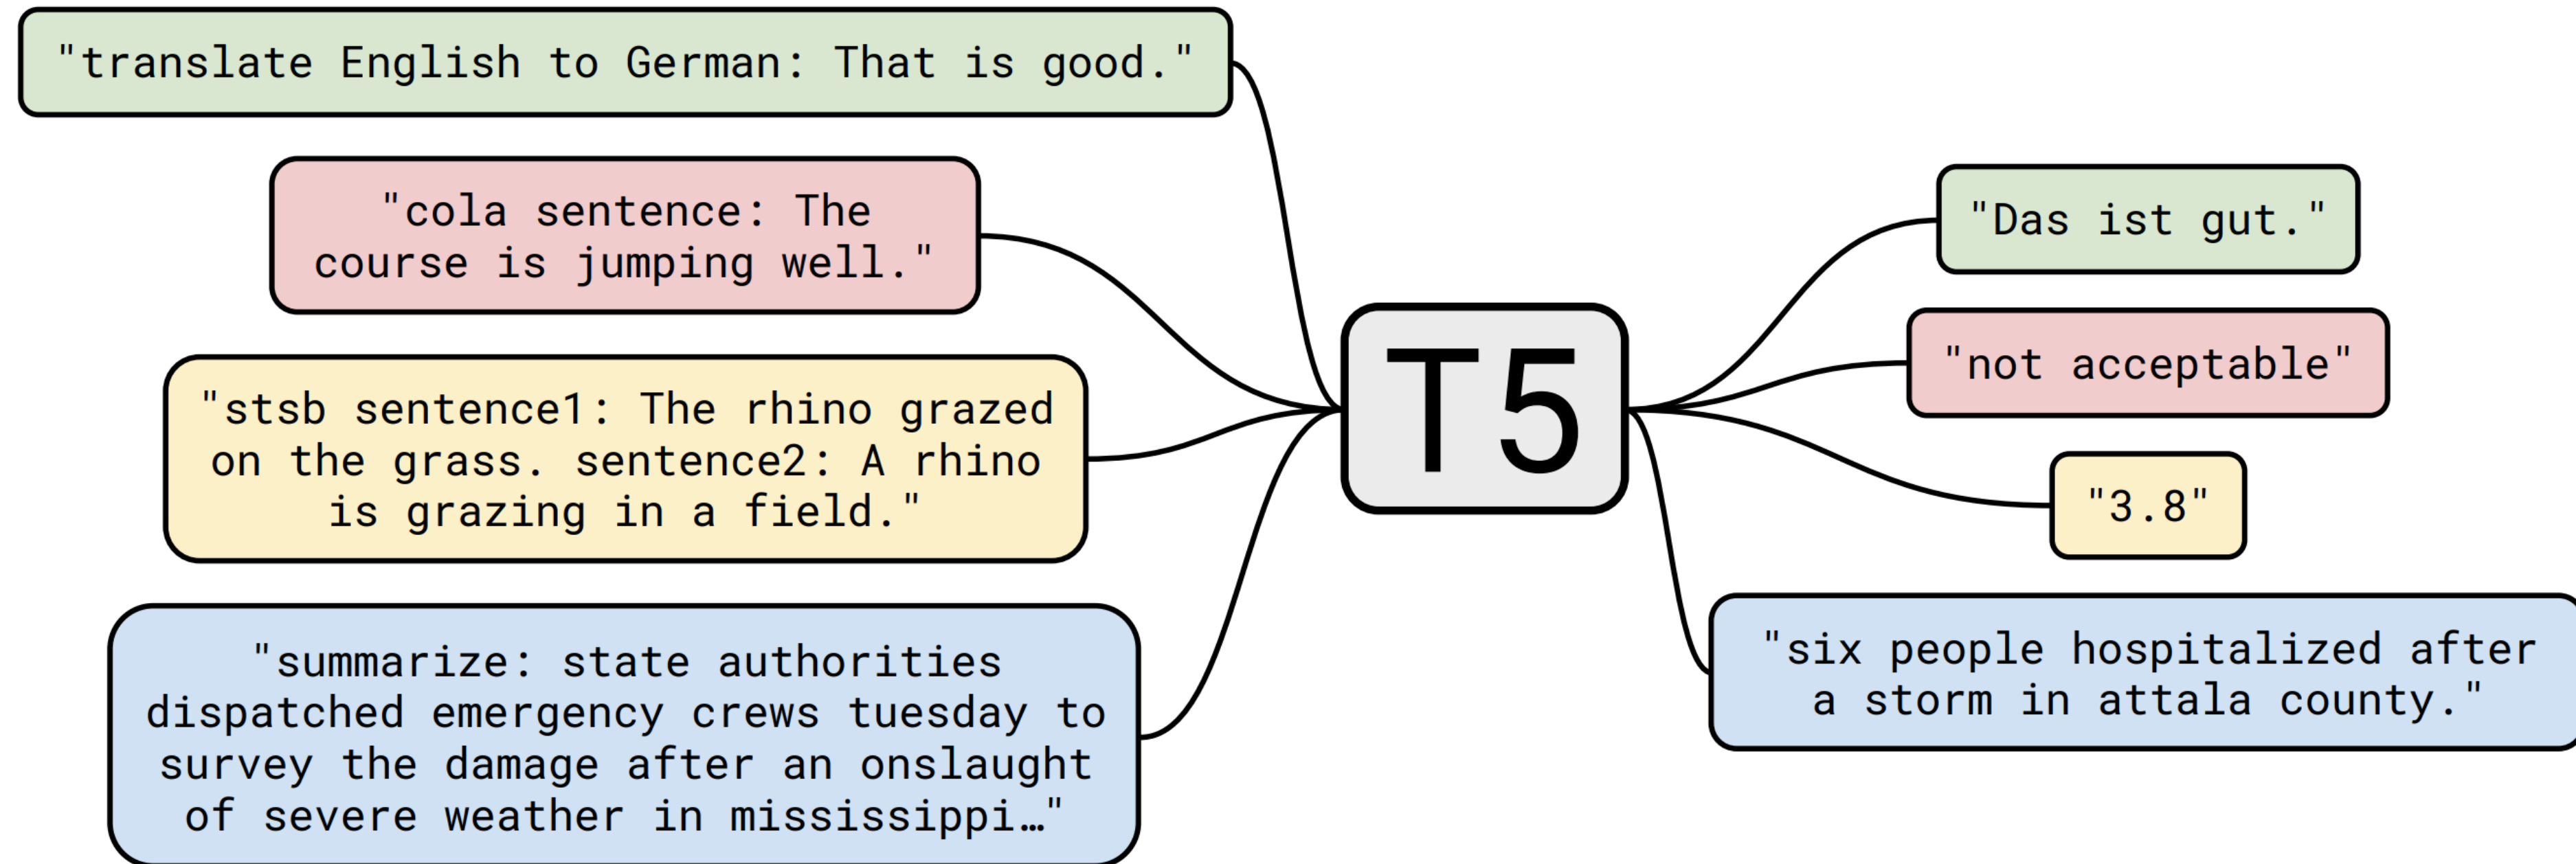 "translate English to German: That is good."
"cola sentence: The
course is jumping well."
"stsb sentence1: The rhino grazed
on the grass. sentence2: A rhino
is grazing in a field."
"summarize: state authorities
dispatched emergency crews tuesday to
survey the damage after an onslaught
of severe weather in mississippi…"
T5
"Das ist gut."
"not acceptable"
"3.8"
"six people hospitalized after
a storm in attala county."